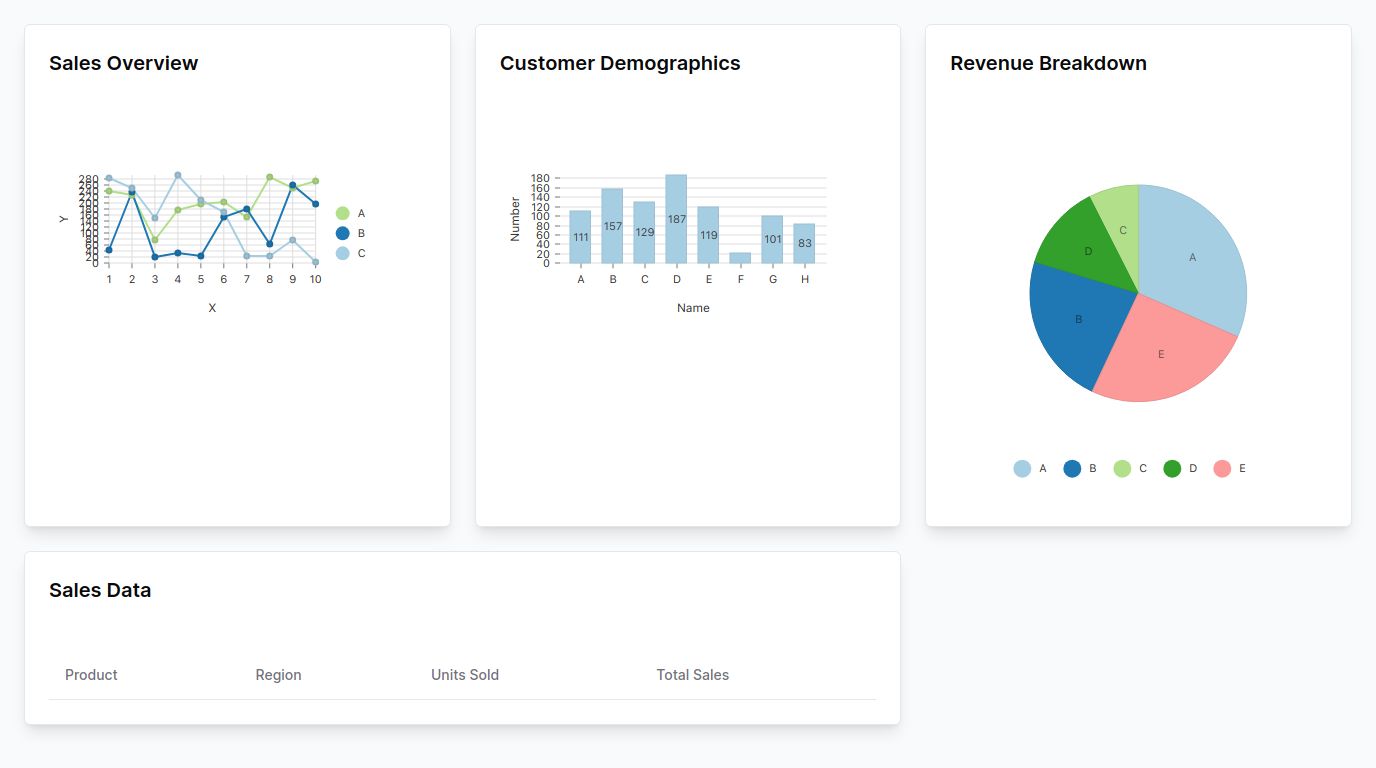 Sales Overview
280
260
240
220
200
180
160
140
120
100
80
60
40
20
0
Y
1 2 3 4 5 6 7 8 9 10
X
A
B
C
Customer Demographics
180
160
140
120
100
80
60
40
20
0
Number
111 157 129 187 119 101 83
A B C D E F G H
Name
Revenue Breakdown
C
A
D
B
E
A B C D E
Sales Data
Product Region Units Sold Total Sales